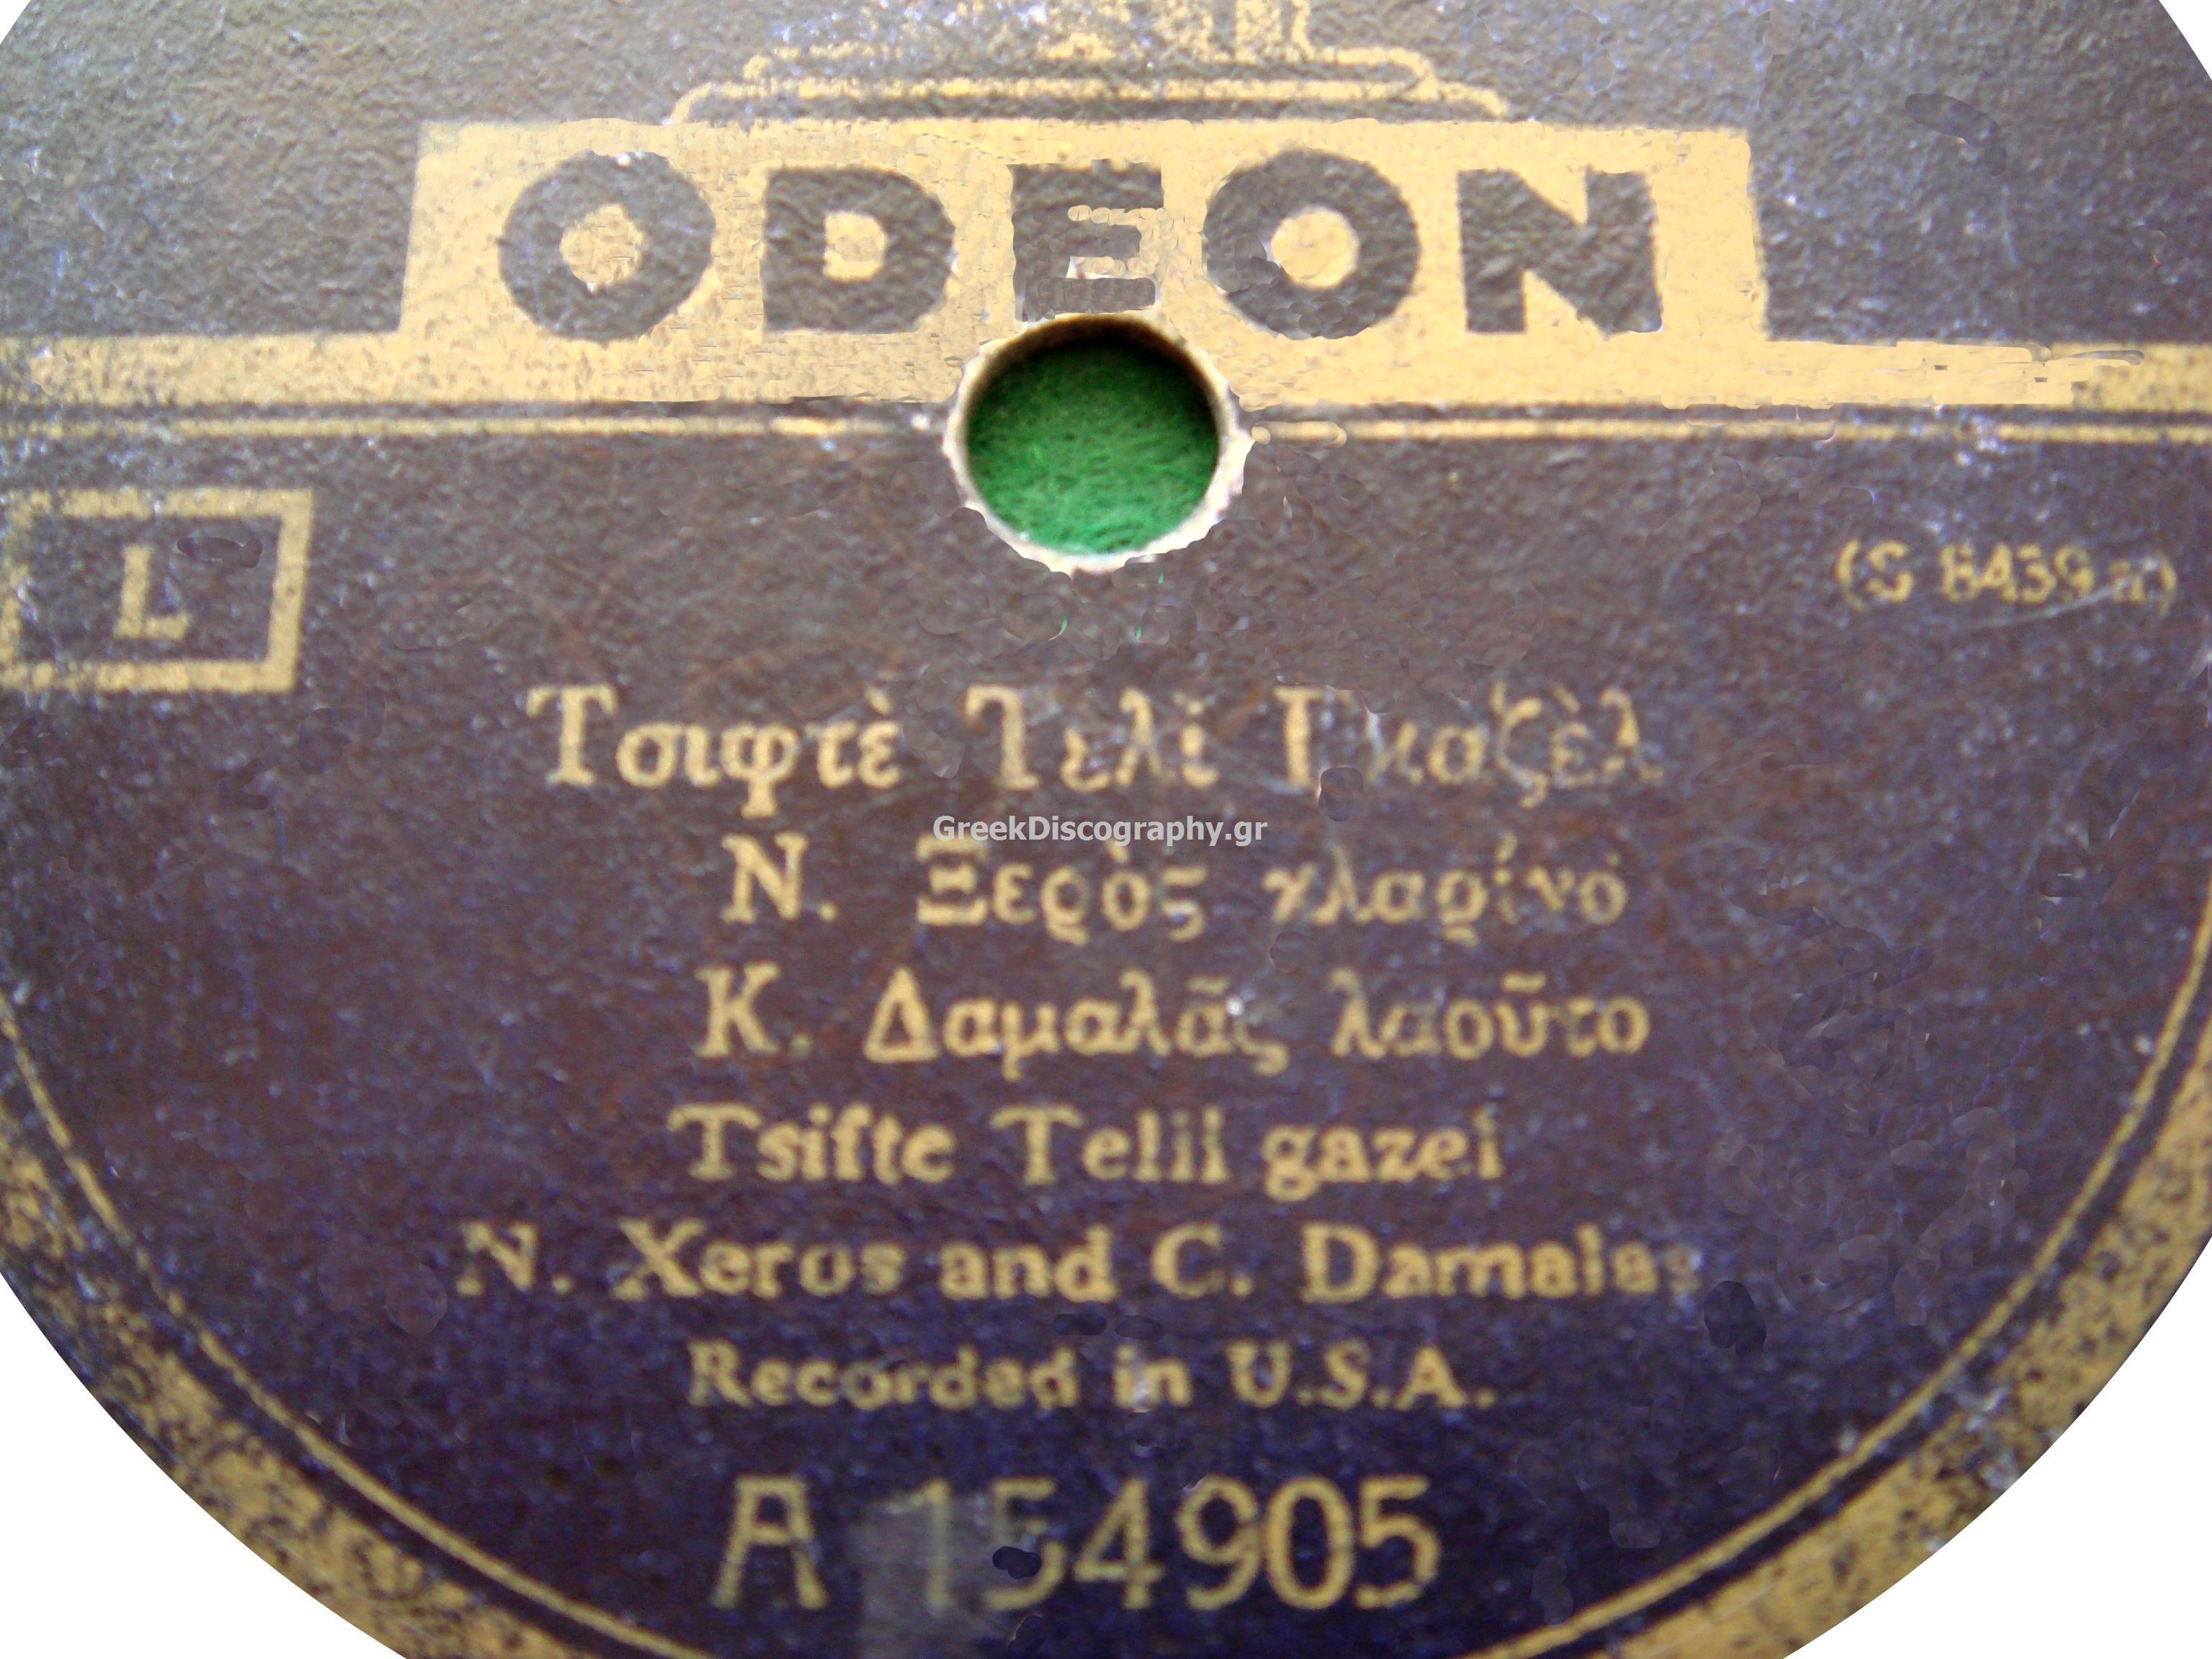 ODEON
L
(S 8439 a)
Τσιφτὲ Τελὶ Γκαζὲλ
GreekDiscography.gr
Ν. Ξερὸς κλαρίνο
Κ. Δαμαλᾶς λαοῦτο
Tsifte Telii gazel
N. Xeros and C. Damalas
Recorded in U.S.A.
A 154905